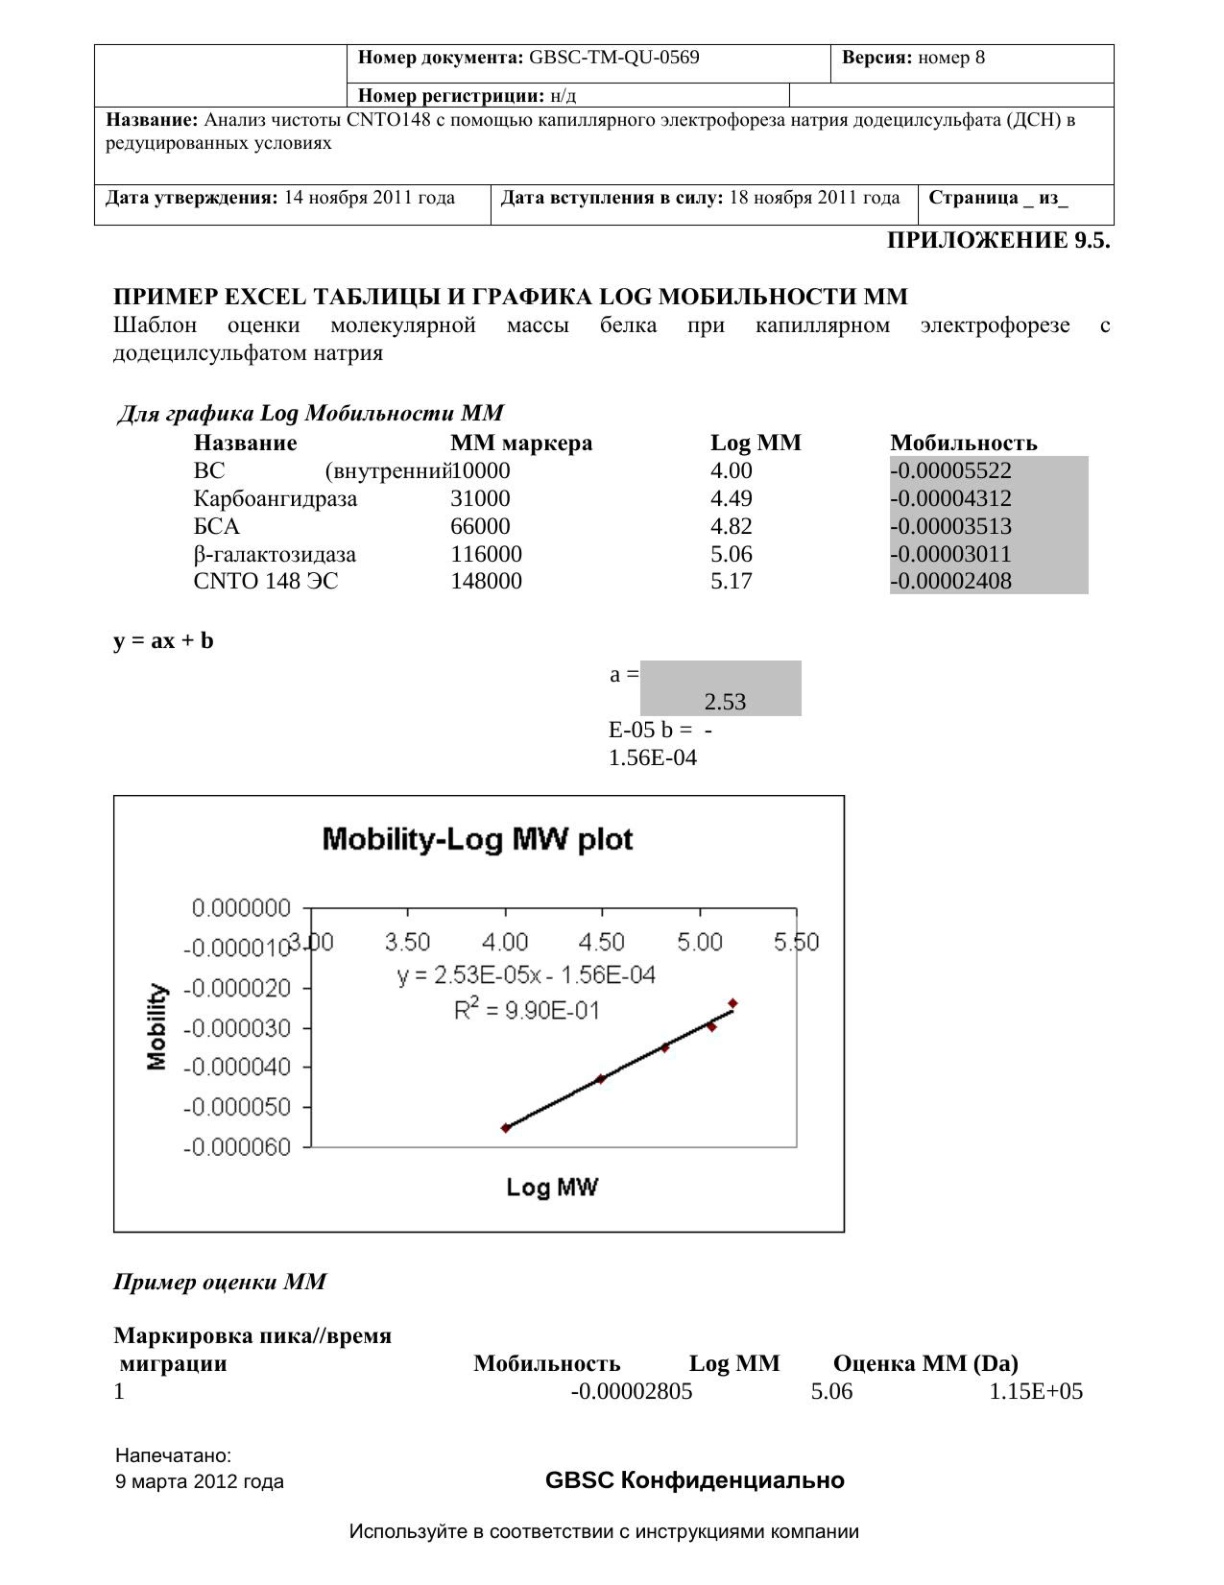 Номер документа: GBSC-TM-QU-0569 Версия: номер 8
Номер регистриции: н/д
Название: Анализ чистоты CNTO148 с помощью капиллярного электрофореза натрия додецилсульфата (ДСН) в
редуцированных условиях
Дата утверждения: 14 ноября 2011 года Дата вступления в силу: 18 ноября 2011 года Страница _ из_
ПРИЛОЖЕНИЕ 9.5.
ПРИМЕР EXCEL ТАБЛИЦЫ И ГРАФИКА LOG МОБИЛЬНОСТИ ММ
Шаблон оценки молекулярной массы белка при капиллярном электрофорезе с
додецилсульфатом натрия
Для графика Log Мобильности ММ
Название ММ маркера Log ММ Мобильность
ВС (внутренний 10000 4.00 -0.00005522
Карбоангидраза 31000 4.49 -0.00004312
БСА 66000 4.82 -0.00003513
β-галактозидаза 116000 5.06 -0.00003011
CNTO 148 ЭС 148000 5.17 -0.00002408
y = ax + b
a =
2.53
E-05 b = -
1.56E-04
Mobility-Log MW plot
0.000000
-0.000010 3.00 3.50 4.00 4.50 5.00 5.50
y = 2.53E-05x - 1.56E-04
-0.000020
R² = 9.90E-01
-0.000030
-0.000040
-0.000050
-0.000060
Mobility
Log MW
Пример оценки ММ
Маркировка пика//время
миграции Мобильность Log ММ Оценка ММ (Da)
1 -0.00002805 5.06 1.15E+05
Напечатано:
9 марта 2012 года GBSC Конфиденциально
Используйте в соответствии с инструкциями компании